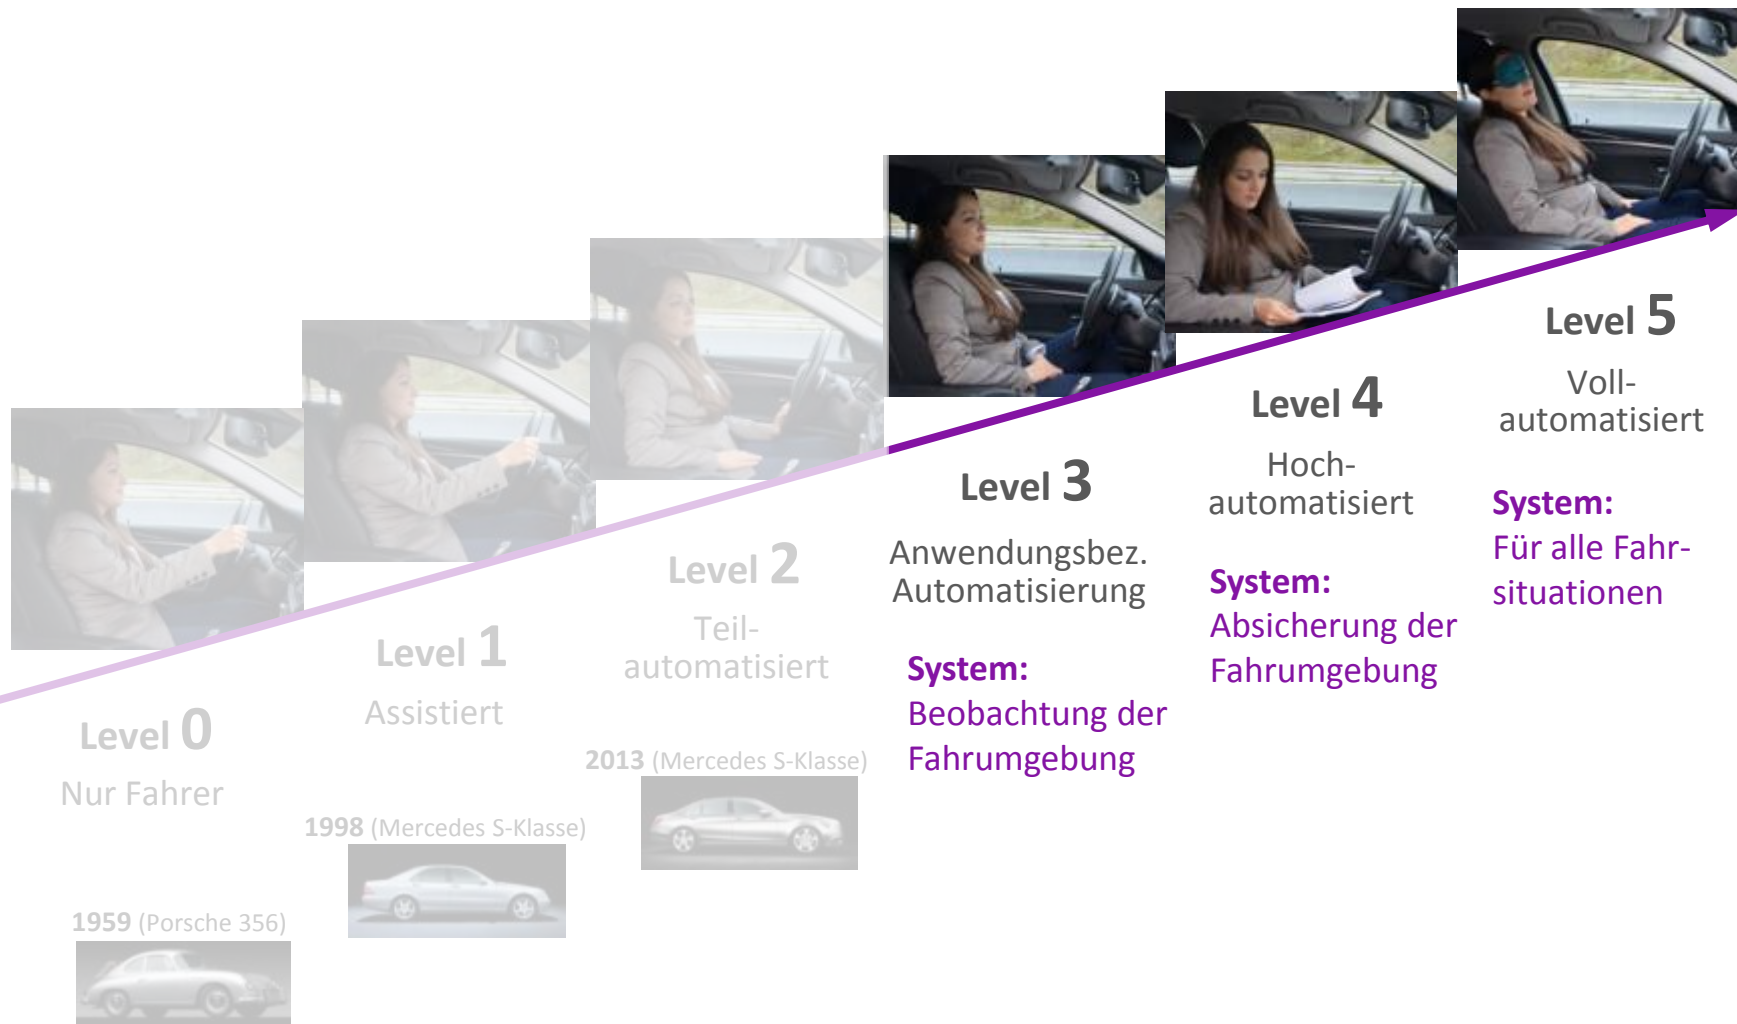 Level 0
Nur Fahrer
1959 (Porsche 356)
Level 1
Assistiert
1998 (Mercedes S-Klasse)
Level 2
Teil-
automatisiert
2013 (Mercedes S-Klasse)
Level 3
Anwendungsbez.
Automatisierung
System:
Beobachtung der
Fahrumgebung
Level 4
Hoch-
automatisiert
System:
Absicherung der
Fahrumgebung
Level 5
Voll-
automatisiert
System:
Für alle Fahr-
situationen